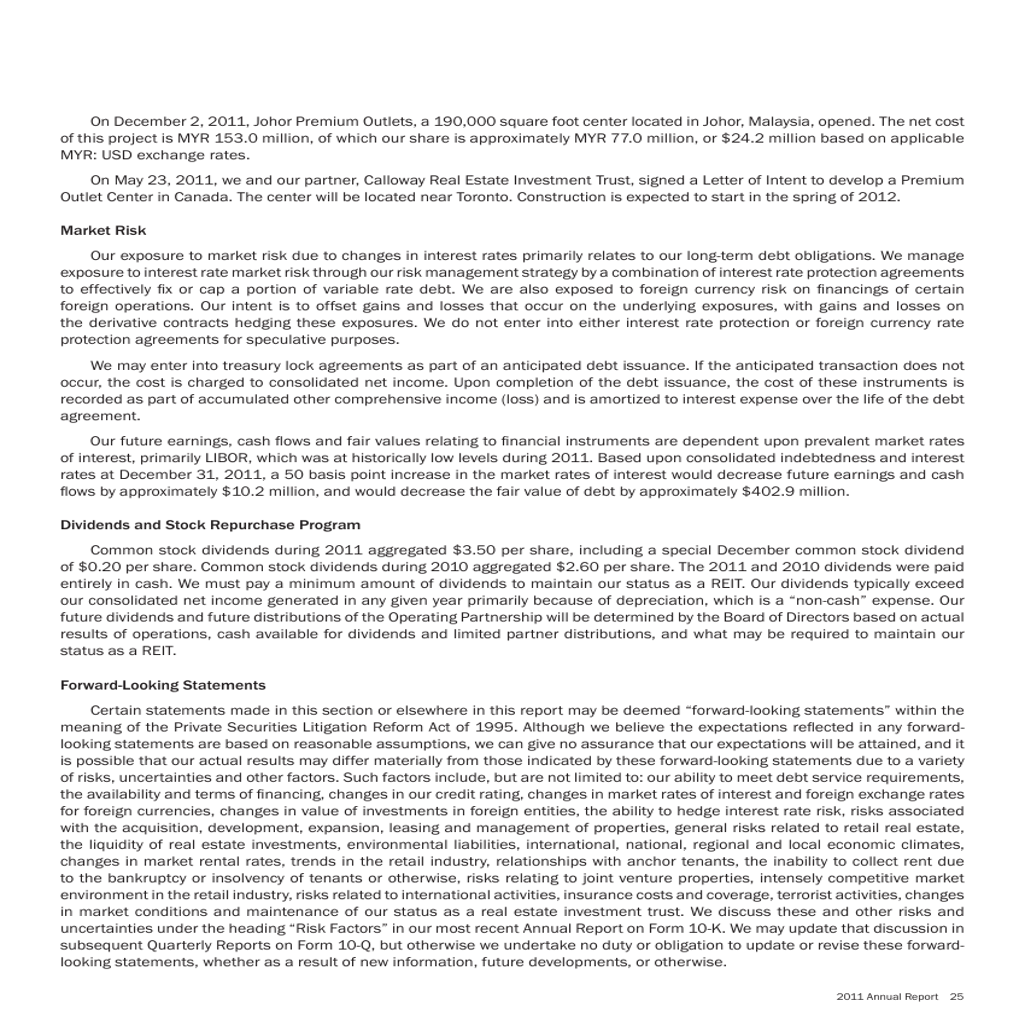 On December 2, 2011, Johor Premium Outlets, a 190,000 square foot center located in Johor, Malaysia, opened. The net cost
of this project is MYR 153.0 million, of which our share is approximately MYR 77.0 million, or $24.2 million based on applicable
MYR: USD exchange rates.
On May 23, 2011, we and our partner, Calloway Real Estate Investment Trust, signed a Letter of Intent to develop a Premium
Outlet Center in Canada. The center will be located near Toronto. Construction is expected to start in the spring of 2012.
Market Risk
Our exposure to market risk due to changes in interest rates primarily relates to our long-term debt obligations. We manage
exposure to interest rate market risk through our risk management strategy by a combination of interest rate protection agreements
to effectively fix or cap a portion of variable rate debt. We are also exposed to foreign currency risk on financings of certain
foreign operations. Our intent is to offset gains and losses that occur on the underlying exposures, with gains and losses on
the derivative contracts hedging these exposures. We do not enter into either interest rate protection or foreign currency rate
protection agreements for speculative purposes.
We may enter into treasury lock agreements as part of an anticipated debt issuance. If the anticipated transaction does not
occur, the cost is charged to consolidated net income. Upon completion of the debt issuance, the cost of these instruments is
recorded as part of accumulated other comprehensive income (loss) and is amortized to interest expense over the life of the debt
agreement.
Our future earnings, cash flows and fair values relating to financial instruments are dependent upon prevalent market rates
of interest, primarily LIBOR, which was at historically low levels during 2011. Based upon consolidated indebtedness and interest
rates at December 31, 2011, a 50 basis point increase in the market rates of interest would decrease future earnings and cash
flows by approximately $10.2 million, and would decrease the fair value of debt by approximately $402.9 million.
Dividends and Stock Repurchase Program
Common stock dividends during 2011 aggregated $3.50 per share, including a special December common stock dividend
of $0.20 per share. Common stock dividends during 2010 aggregated $2.60 per share. The 2011 and 2010 dividends were paid
entirely in cash. We must pay a minimum amount of dividends to maintain our status as a REIT. Our dividends typically exceed
our consolidated net income generated in any given year primarily because of depreciation, which is a “non-cash” expense. Our
future dividends and future distributions of the Operating Partnership will be determined by the Board of Directors based on actual
results of operations, cash available for dividends and limited partner distributions, and what may be required to maintain our
status as a REIT.
Forward-Looking Statements
Certain statements made in this section or elsewhere in this report may be deemed “forward-looking statements” within the
meaning of the Private Securities Litigation Reform Act of 1995. Although we believe the expectations reflected in any forward-
looking statements are based on reasonable assumptions, we can give no assurance that our expectations will be attained, and it
is possible that our actual results may differ materially from those indicated by these forward-looking statements due to a variety
of risks, uncertainties and other factors. Such factors include, but are not limited to: our ability to meet debt service requirements,
the availability and terms of financing, changes in our credit rating, changes in market rates of interest and foreign exchange rates
for foreign currencies, changes in value of investments in foreign entities, the ability to hedge interest rate risk, risks associated
with the acquisition, development, expansion, leasing and management of properties, general risks related to retail real estate,
the liquidity of real estate investments, environmental liabilities, international, national, regional and local economic climates,
changes in market rental rates, trends in the retail industry, relationships with anchor tenants, the inability to collect rent due
to the bankruptcy or insolvency of tenants or otherwise, risks relating to joint venture properties, intensely competitive market
environment in the retail industry, risks related to international activities, insurance costs and coverage, terrorist activities, changes
in market conditions and maintenance of our status as a real estate investment trust. We discuss these and other risks and
uncertainties under the heading “Risk Factors” in our most recent Annual Report on Form 10-K. We may update that discussion in
subsequent Quarterly Reports on Form 10-Q, but otherwise we undertake no duty or obligation to update or revise these forward-
looking statements, whether as a result of new information, future developments, or otherwise.
2011 Annual Report 25